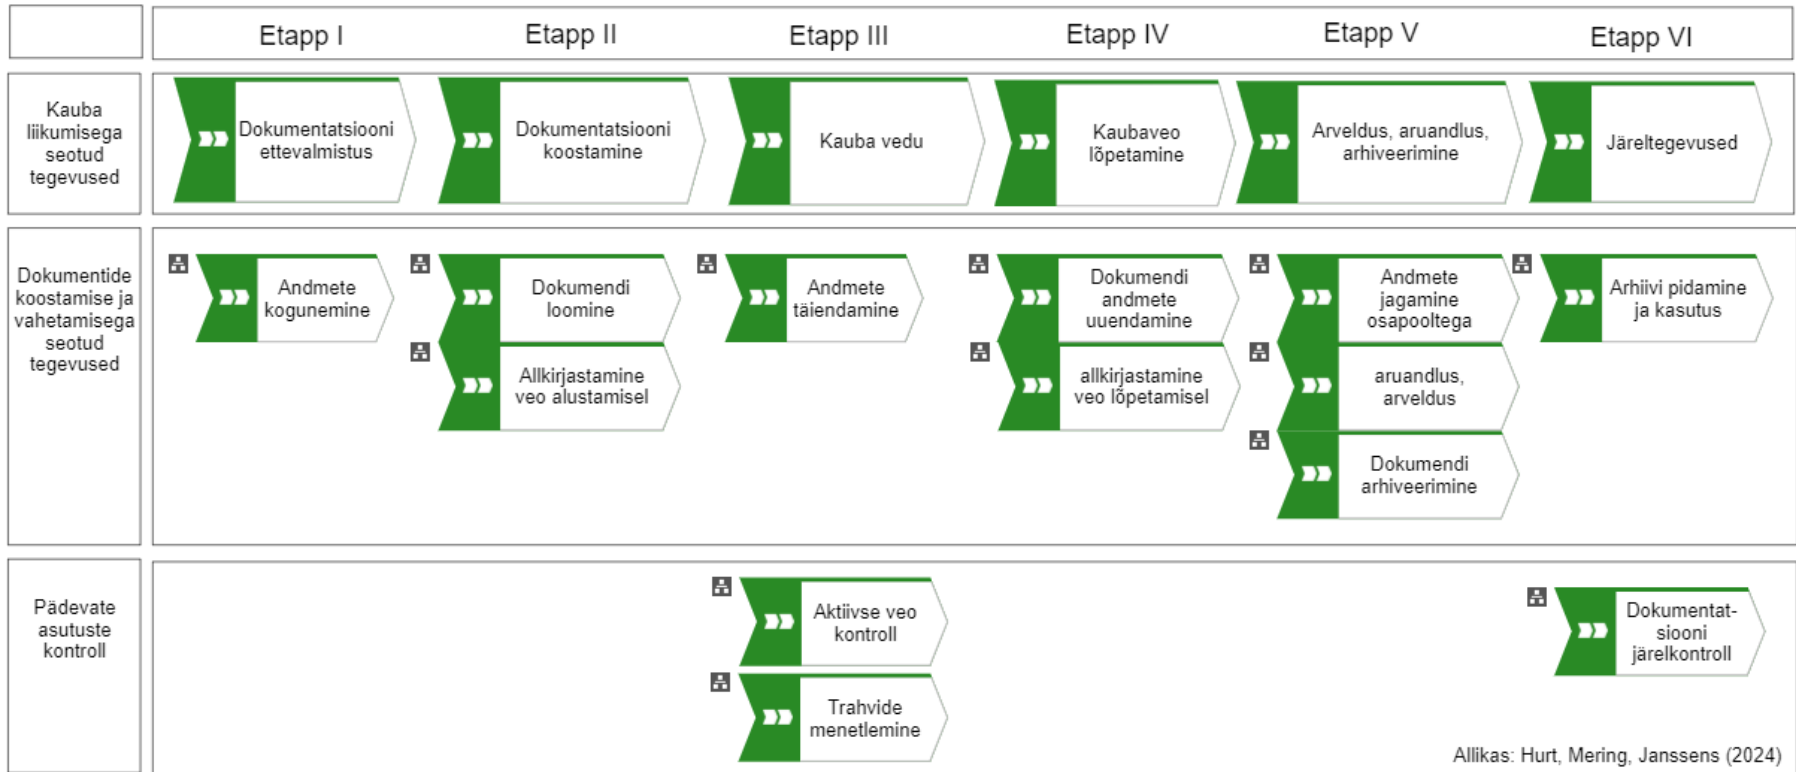 Etapp I
Etapp II
Etapp III
Etapp IV
Etapp V
Etapp VI
Kauba
liikumisega
seotud
tegevused
Dokumentatsiooni
ettevalmistus
Dokumentatsiooni
koostamine
Kauba vedu
Kaubaveo
lõpetamine
Arveldus, aruandlus,
arhiveerimine
Järeltegevused
Dokumentide
koostamise ja
vahetamisega
seotud
tegevused
Andmete
kogunemine
Dokumendi
loomine
Andmete
täiendamine
Dokumendi
andmete
uuendamine
Andmete
jagamine
osapooltega
Arhiivi pidamine
ja kasutus
Allkirjastamine
veo alustamisel
allkirjastamine
veo lõpetamisel
aruandlus,
arveldus
Dokumendi
arhiveerimine
Pädevate
asutuste
kontroll
Aktiivse veo
kontroll
Dokumentat-
siooni
järelkontroll
Trahvide
menetlemine
Allikas: Hurt, Mering, Janssens (2024)